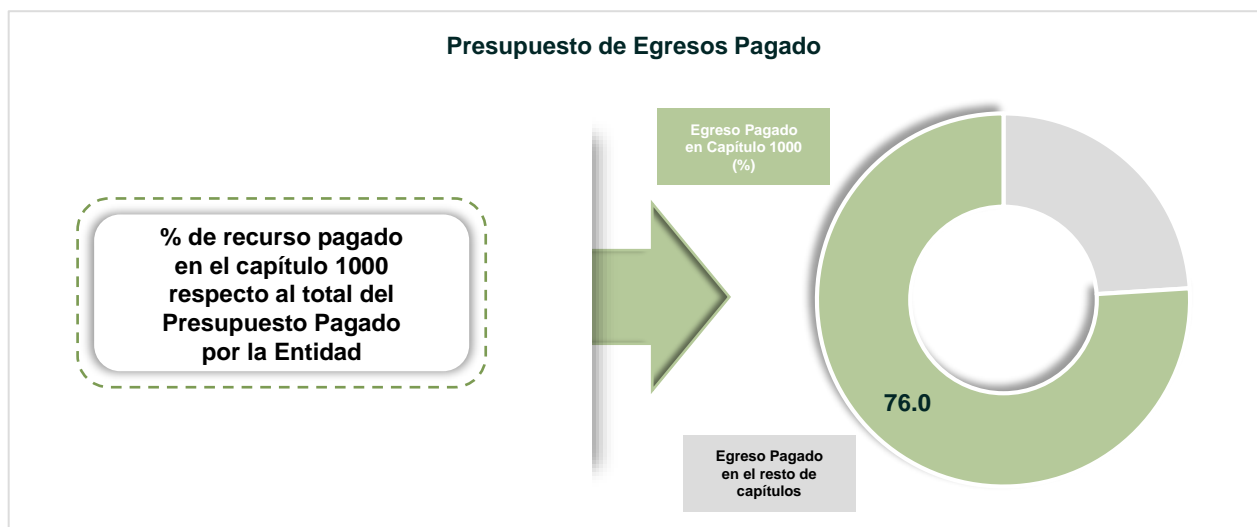 Presupuesto de Egresos Pagado
Egreso Pagado
en Capítulo 1000
(%)
% de recurso pagado
en el capítulo 1000
respecto al total del
Presupuesto Pagado
por la Entidad
76.0
Egreso Pagado
en el resto de
capítulos